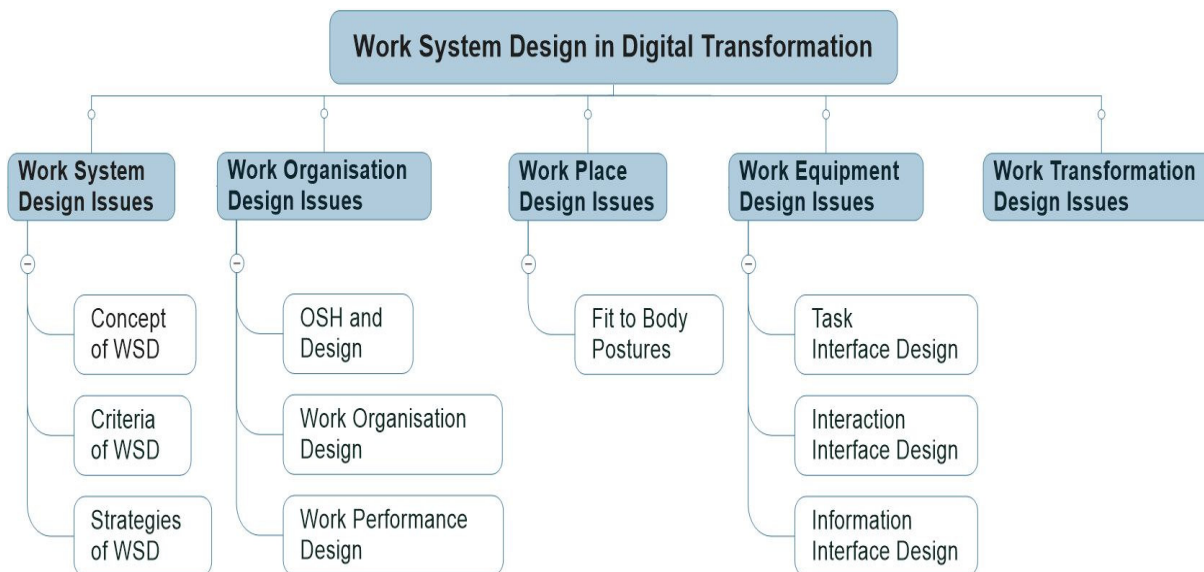 Work System Design in Digital Transformation
Work System
Design Issues
Work Organisation
Design Issues
Work Place
Design Issues
Work Equipment
Design Issues
Work Transformation
Design Issues
Concept
of WSD
Criteria
of WSD
Strategies
of WSD
OSH and
Design
Work Organisation
Design
Work Performance
Design
Fit to Body
Postures
Task
Interface Design
Interaction
Interface Design
Information
Interface Design